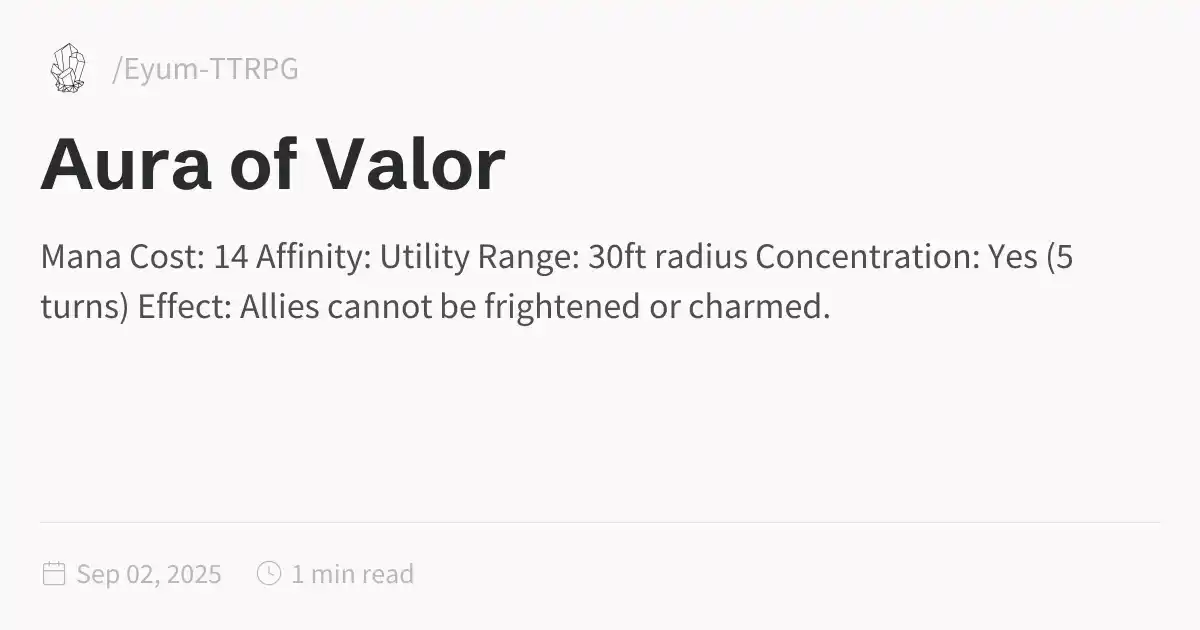 /Eyum-TTRPG
Aura of Valor
Mana Cost: 14 Affinity: Utility Range: 30ft radius Concentration: Yes (5
turns) Effect: Allies cannot be frightened or charmed.
Sep 02, 2025 1 min read